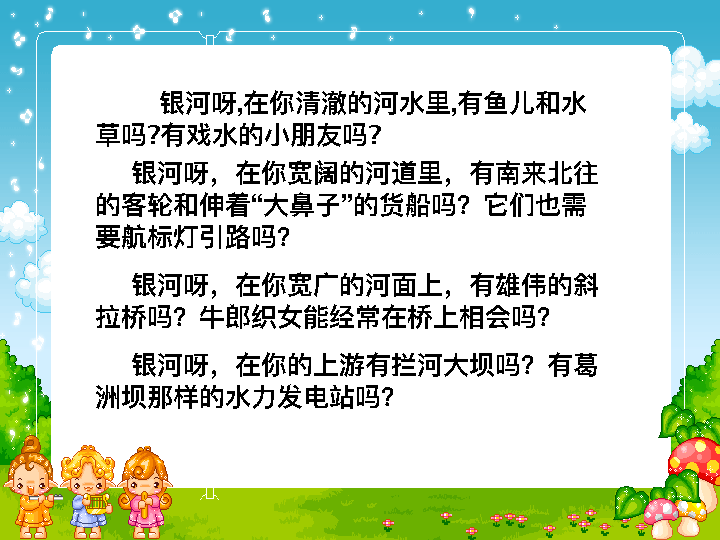 银河呀,在你清澈的河水里,有鱼儿和水
草吗?有戏水的小朋友吗?
银河呀，在你宽阔的河道里，有南来北往
的客轮和伸着“大鼻子”的货船吗？它们也需
要航标灯引路吗?
银河呀，在你宽广的河面上，有雄伟的斜
拉桥吗？牛郎织女能经常在桥上相会吗?
银河呀，在你的上游有拦河大坝吗？有葛
洲坝那样的水力发电站吗?